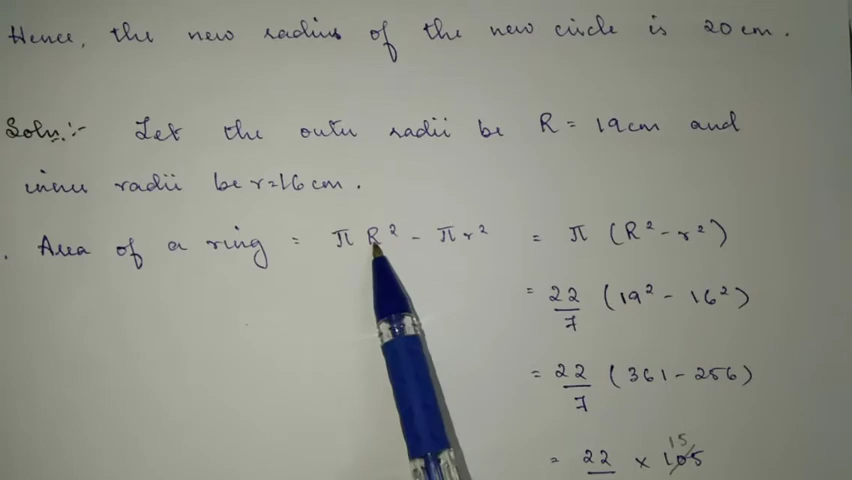 Hence, the new radius of the new circle is 20 cm.
Soln:- Let the outer radii be R = 19cm and
inner radii be r=16 cm.
. Area of a ring = π R² - π r² = π (R² - r²)
= 22/7 (19² - 16²)
= 22/7 (361 - 256)
15
= 22 × 105